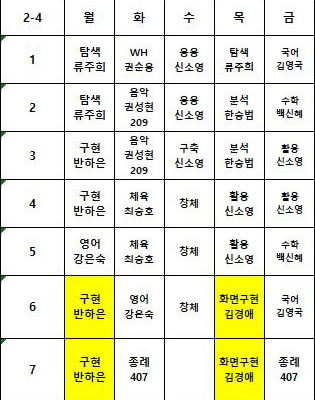 2-4 월 화 수 목 금
1 탐색 WH 응용 탐색 국어
류주희 권순용 신소영 류주희 김영국
2 탐색 음악 응용 분석 수학
류주희 권성현 신소영 한승범 백신혜
209
3 구현 음악 구축 분석 활용
반하은 권성현 신소영 한승범 신소영
209
4 구현 체육 창체 활용 활용
반하은 최승호 신소영 신소영
5 영어 체육 창체 활용 수학
강은숙 최승호 신소영 백신혜
6 구현 영어 창체 화면구현 국어
반하은 강은숙 김경애 김영국
7 구현 종례 화면구현 종례
반하은 407 김경애 407